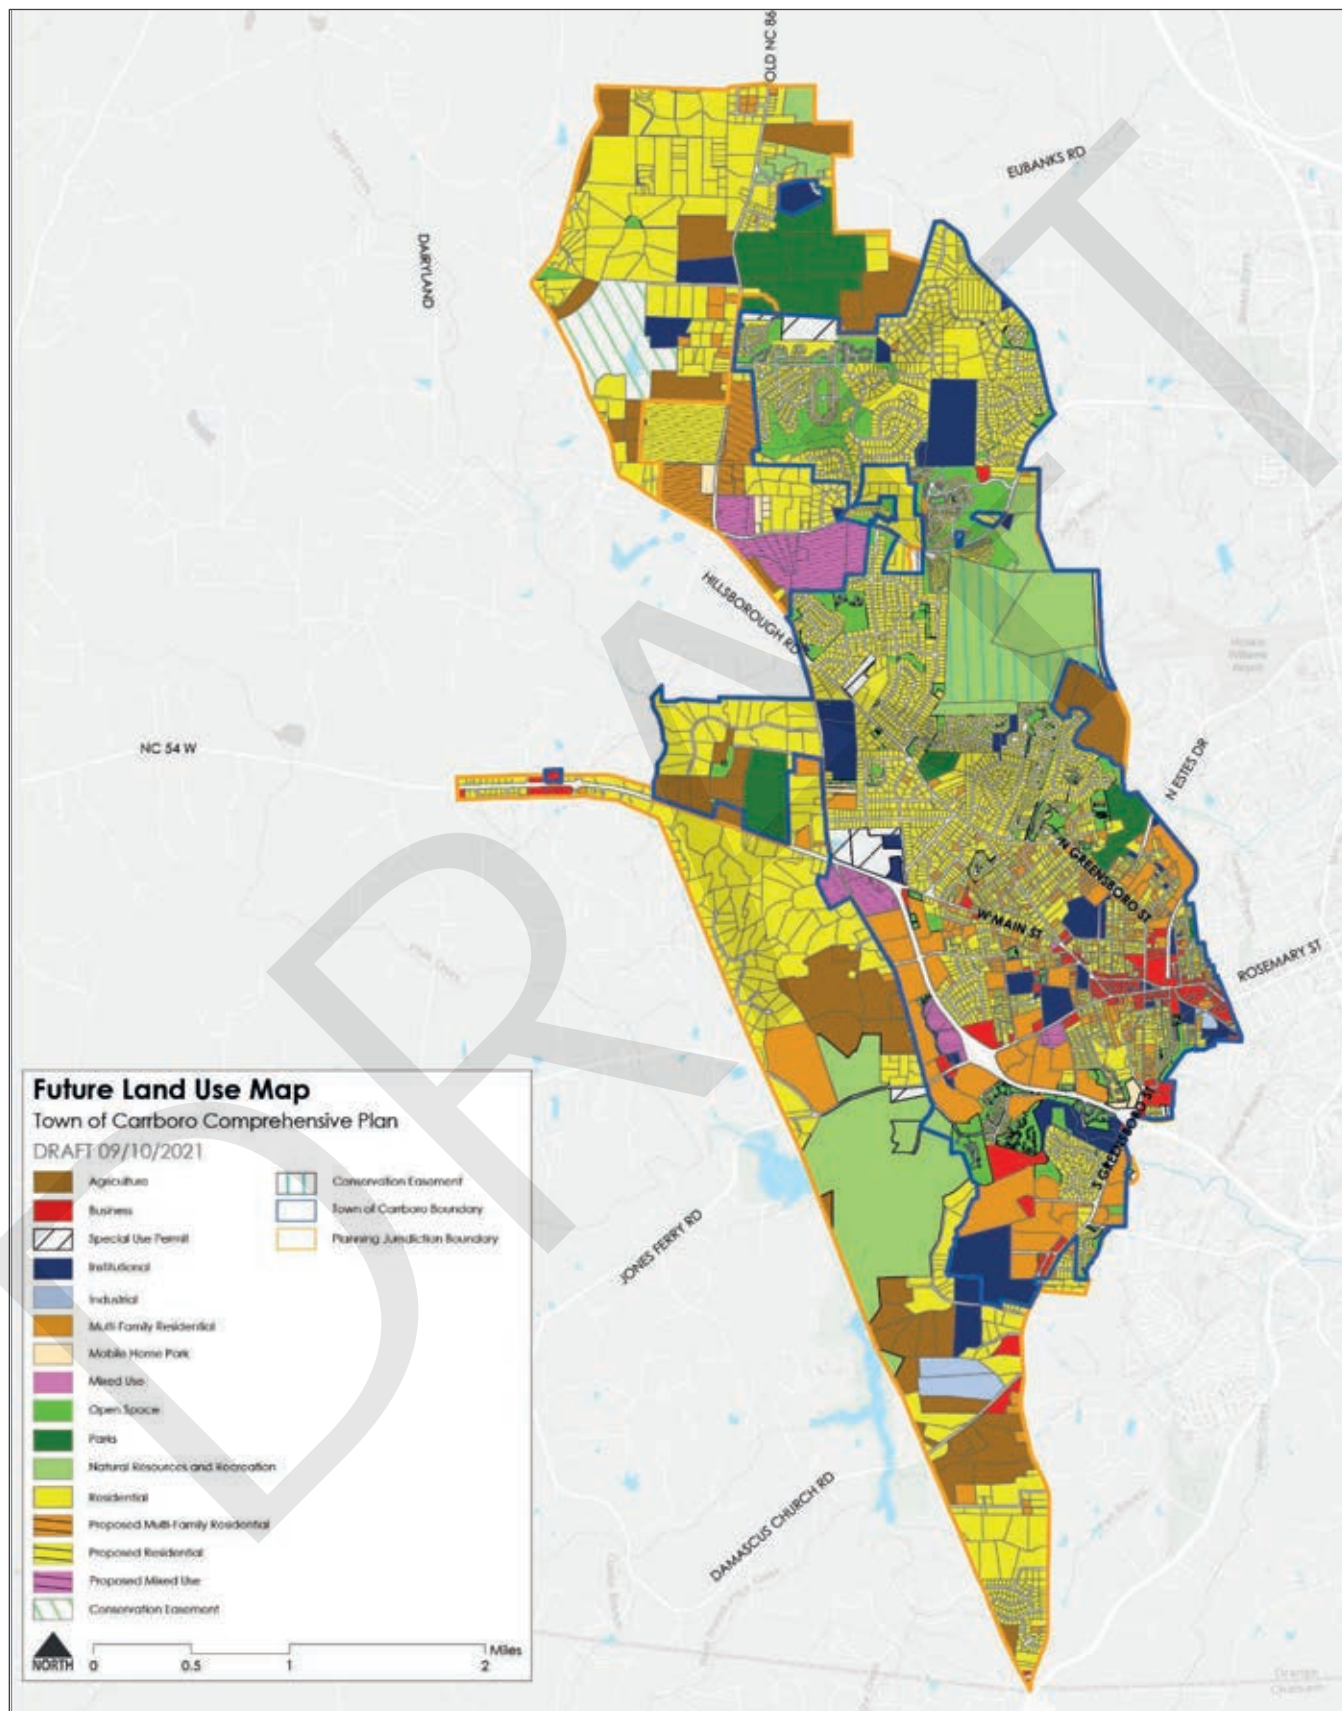 OLD NC 86
EUBANKS RD
DAIRYLAND
HILLSBOROUGH RD
NC 54 W
N ESTES DR
N GREENSBORO ST
W MAIN ST
ROSEMARY ST
S GREENSBORO ST
JONES FERRY RD
DAMASCUS CHURCH RD
DRAFT
Future Land Use Map
Town of Carrboro Comprehensive Plan
DRAFT 09/10/2021
Agriculture
Business
Special Use Permit
Institutional
Industrial
Multi-Family Residential
Mobile Home Park
Mixed Use
Open Space
Parks
Natural Resources and Recreation
Residential
Proposed Multi-Family Residential
Proposed Residential
Proposed Mixed Use
Conservation Easement
Conservation Easement
Town of Carrboro Boundary
Planning Jurisdiction Boundary
NORTH
0 0.5 1 2 Miles